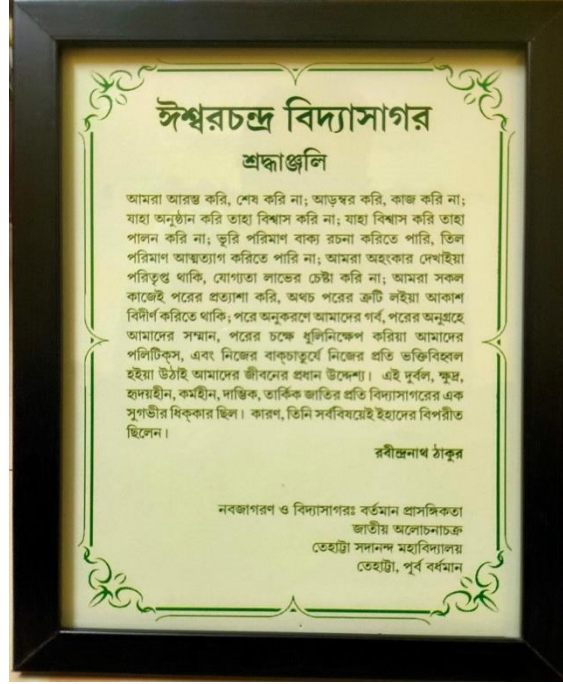 ঈশ্বরচন্দ্র বিদ্যাসাগর
শ্রদ্ধাঞ্জলি
আমরা আরম্ভ করি, শেষ করি না; আড়ম্বর করি, কাজ করি না;
যাহা অনুষ্ঠান করি তাহা বিশ্বাস করি না; যাহা বিশ্বাস করি তাহা
পালন করি না; ভুরি পরিমাণ বাক্য রচনা করিতে পারি, তিল
পরিমাণ আত্মত্যাগ করিতে পারি না; আমরা অহংকার দেখাইয়া
পরিতৃপ্ত থাকি, যোগ্যতা লাভের চেষ্টা করি না; আমরা সকল
কাজেই পরের প্রত্যাশা করি, অথচ পরের ত্রুটি লইয়া আকাশ
বিদীর্ণ করিতে থাকি; পরে অনুকরণে আমাদের গর্ব, পরের অনুগ্রহে
আমাদের সম্মান, পরের চক্ষে ধুলিনিক্ষেপ করিয়া আমাদের
পলিটিক্‌স, এবং নিজের বাক্‌চাতুর্যে নিজের প্রতি ভক্তিবিহ্বল
হইয়া উঠাই আমাদের জীবনের প্রধান উদ্দেশ্য। এই দুর্বল, ক্ষুদ্র,
হৃদয়হীন, কর্মহীন, দাম্ভিক, তার্কিক জাতির প্রতি বিদ্যাসাগরের এক
সুগভীর ধিক্কার ছিল। কারণ, তিনি সর্ববিষয়েই ইহাদের বিপরীত
ছিলেন।
রবীন্দ্রনাথ ঠাকুর
নবজাগরণ ও বিদ্যাসাগরঃ বর্তমান প্রাসঙ্গিকতা
জাতীয় অলোচনাচক্র
তেহাট্টা সদানন্দ মহাবিদ্যালয়
তেহাট্টা, পূর্ব বর্ধমান